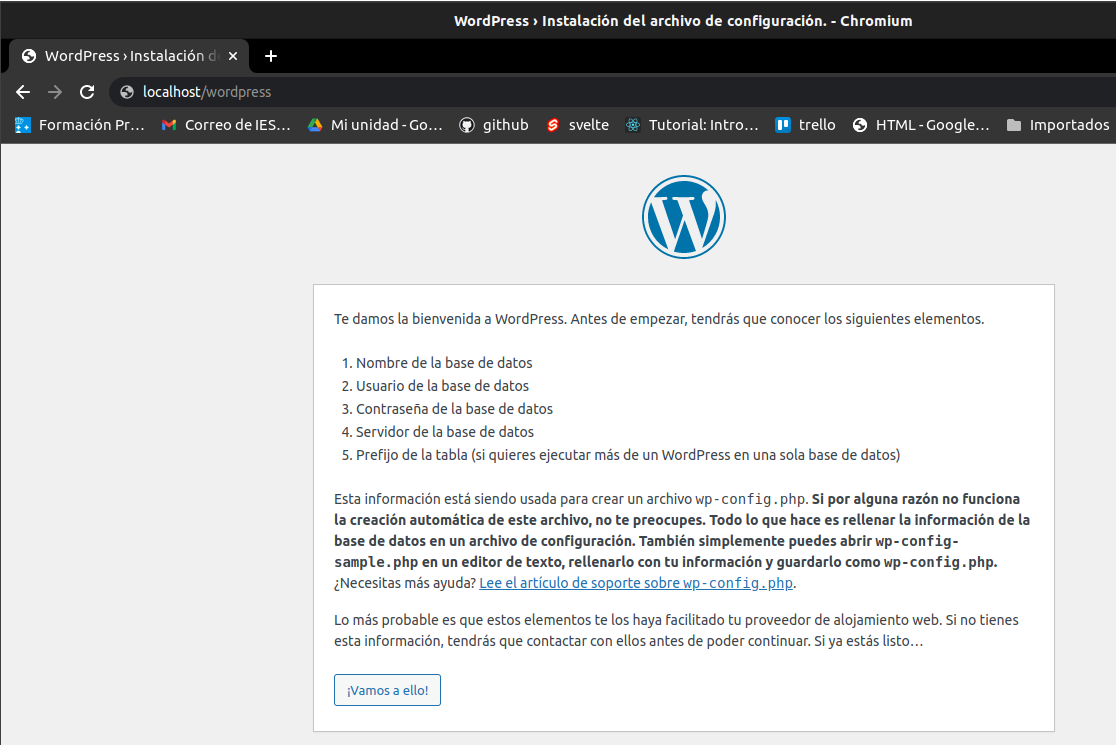 WordPress › Instalación del archivo de configuración. - Chromium
WordPress › Instalación d
localhost/wordpress
Formación Pr... Correo de IES... Mi unidad - Go... github svelte Tutorial: Intro... trello HTML - Google... Importados
Te damos la bienvenida a WordPress. Antes de empezar, tendrás que conocer los siguientes elementos.
1. Nombre de la base de datos
2. Usuario de la base de datos
3. Contraseña de la base de datos
4. Servidor de la base de datos
5. Prefijo de la tabla (si quieres ejecutar más de un WordPress en una sola base de datos)
Esta información está siendo usada para crear un archivo wp-config.php. Si por alguna razón no funciona
la creación automática de este archivo, no te preocupes. Todo lo que hace es rellenar la información de la
base de datos en un archivo de configuración. También simplemente puedes abrir wp-config-
sample.php en un editor de texto, rellenarlo con tu información y guardarlo como wp-config.php.
¿Necesitas más ayuda? Lee el artículo de soporte sobre wp-config.php.
Lo más probable es que estos elementos te los haya facilitado tu proveedor de alojamiento web. Si no tienes
esta información, tendrás que contactar con ellos antes de poder continuar. Si ya estás listo…
¡Vamos a ello!